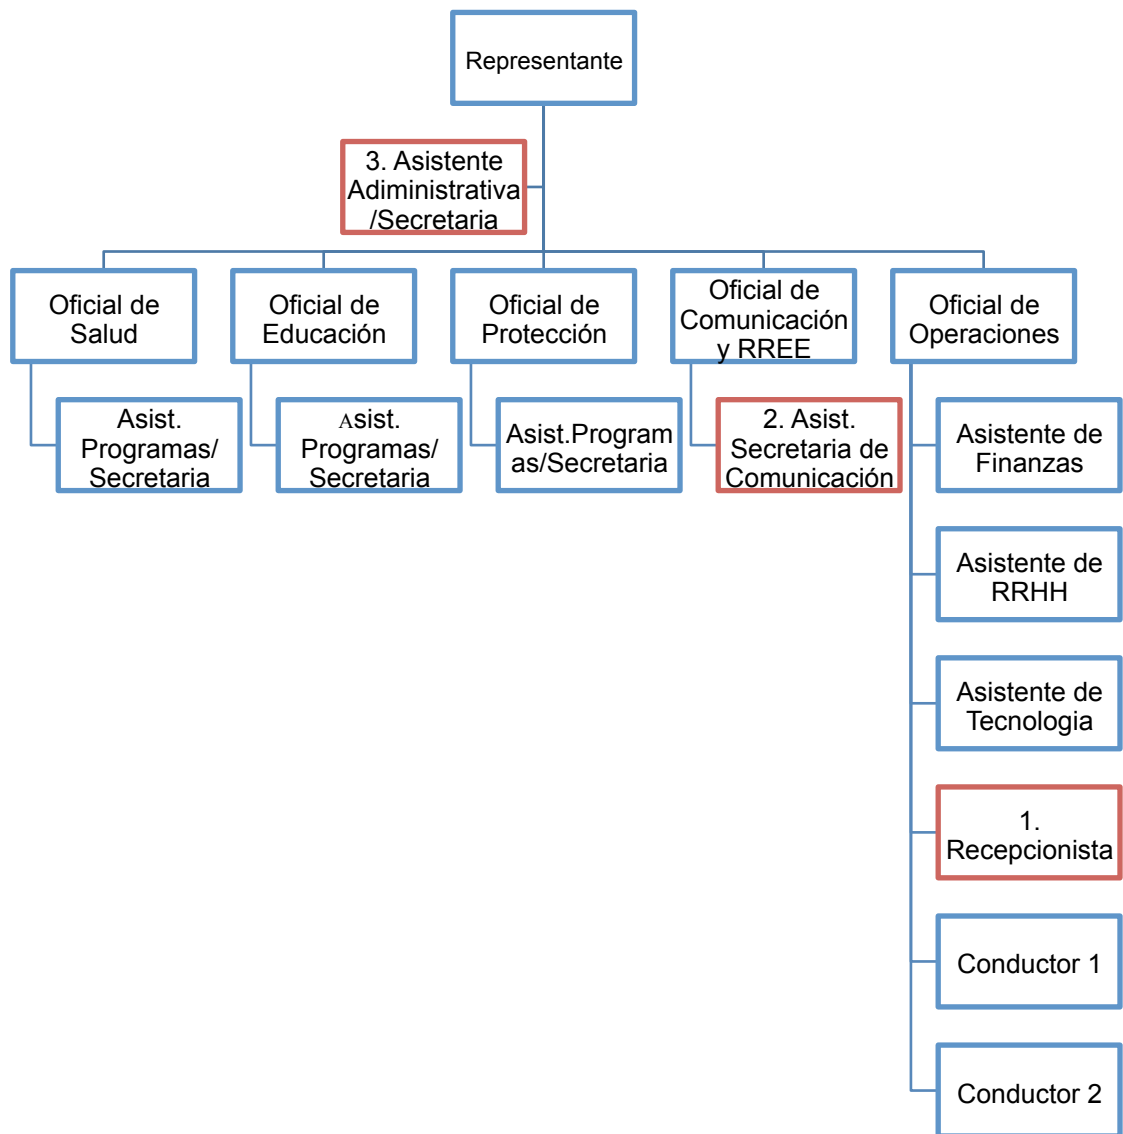 Representante
3. Asistente
Adiministrativa
/Secretaria
Oficial de
Salud
Oficial de
Educación
Oficial de
Protección
Oficial de
Comunicación
y RREE
Oficial de
Operaciones
Asist.
Programas/
Secretaria
Asist.
Programas/
Secretaria
Asist.Program
as/Secretaria
2. Asist.
Secretaria de
Comunicación
Asistente de
Finanzas
Asistente de
RRHH
Asistente de
Tecnologia
1.
Recepcionista
Conductor 1
Conductor 2